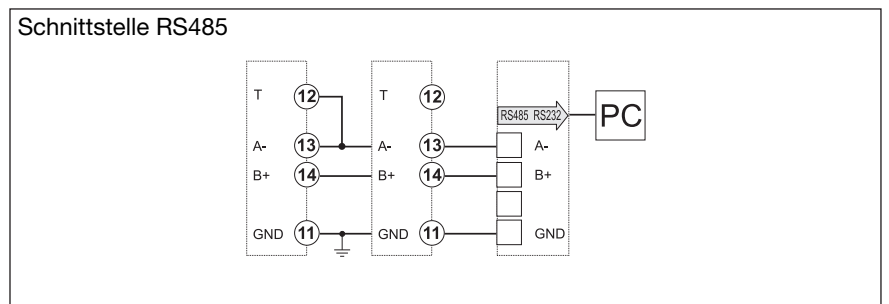 Schnittstelle RS485
T 12 T 12
RS485 RS232 PC
A- 13 A- 13 A-
B+ 14 B+ 14 B+
GND 11 GND 11 GND